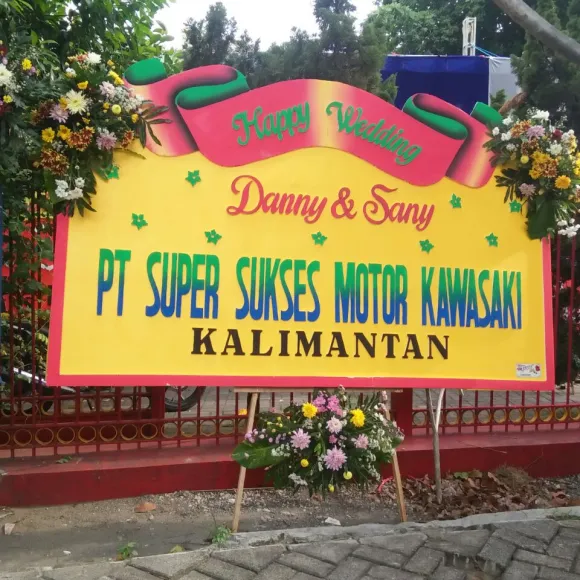 Happy Wedding
Danny & Sany
PT SUPER SUKSES MOTOR KAWASAKI
KALIMANTAN